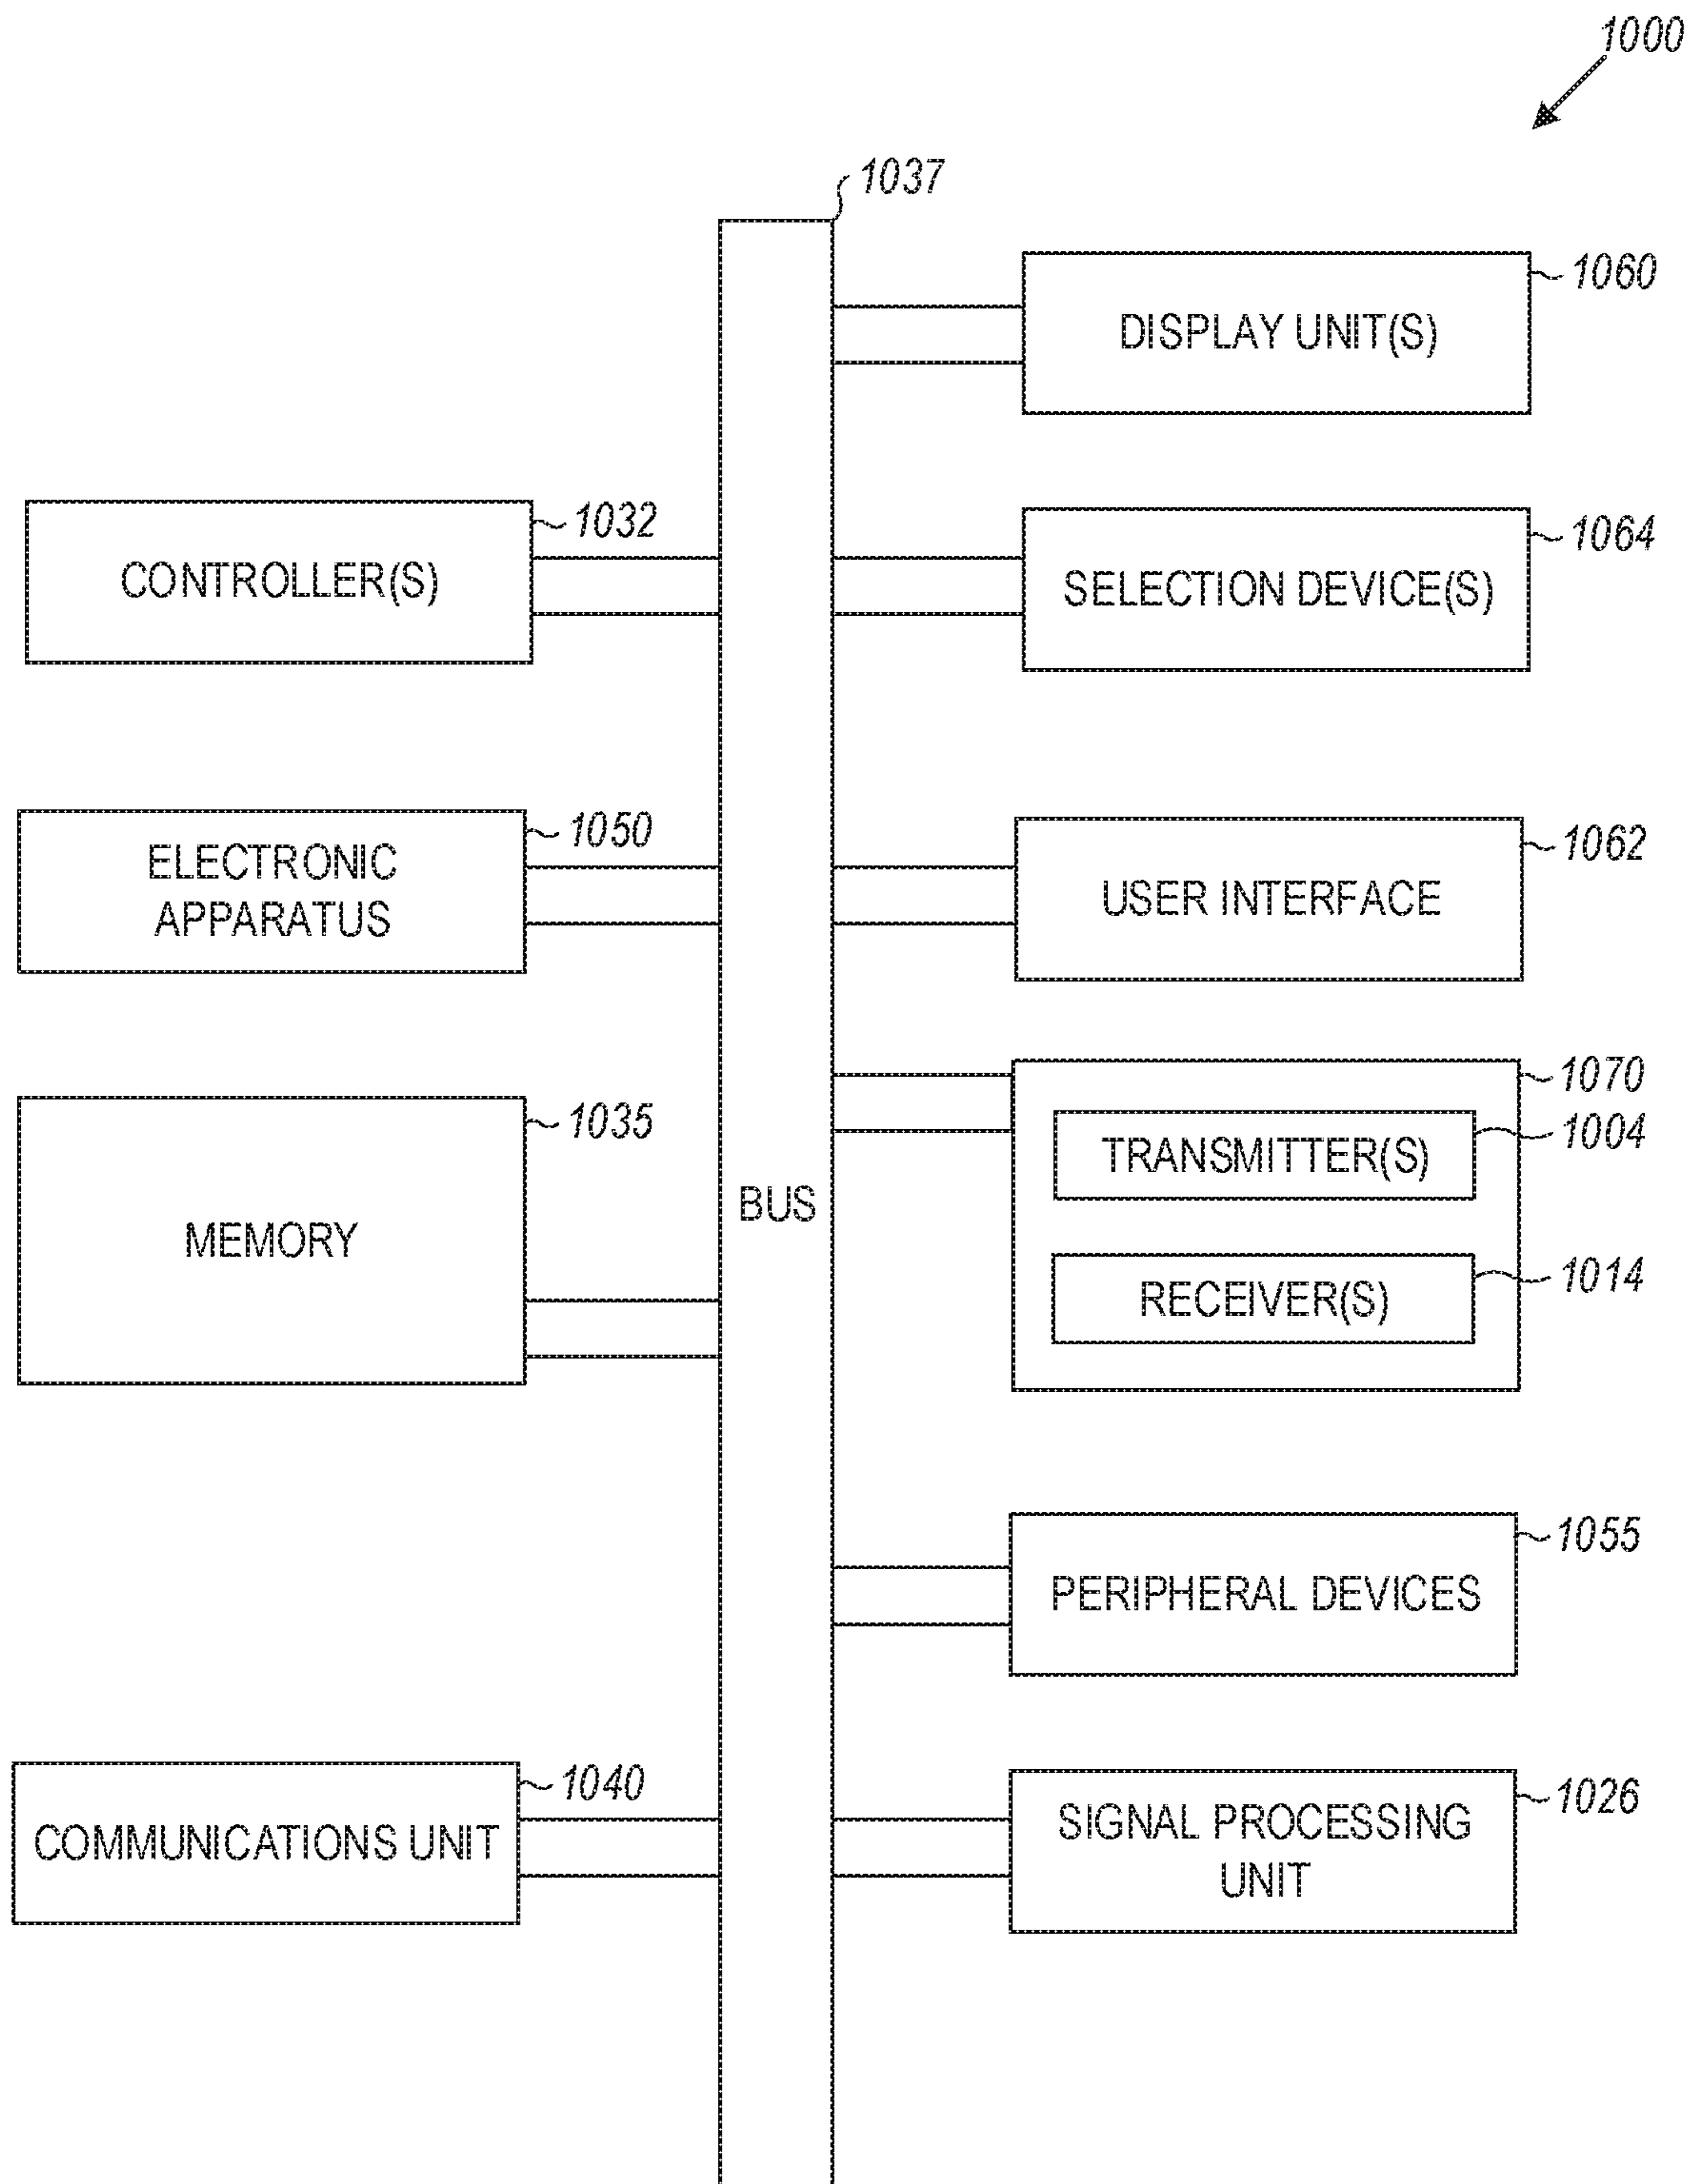 1000
1037
1060
DISPLAY UNIT(S)
1032
CONTROLLER(S)
1064
SELECTION DEVICE(S)
1050
ELECTRONIC
APPARATUS
1062
USER INTERFACE
1035
MEMORY
BUS
1070
1004
TRANSMITTER(S)
1014
RECEIVER(S)
1055
PERIPHERAL DEVICES
1040
COMMUNICATIONS UNIT
1026
SIGNAL PROCESSING
UNIT